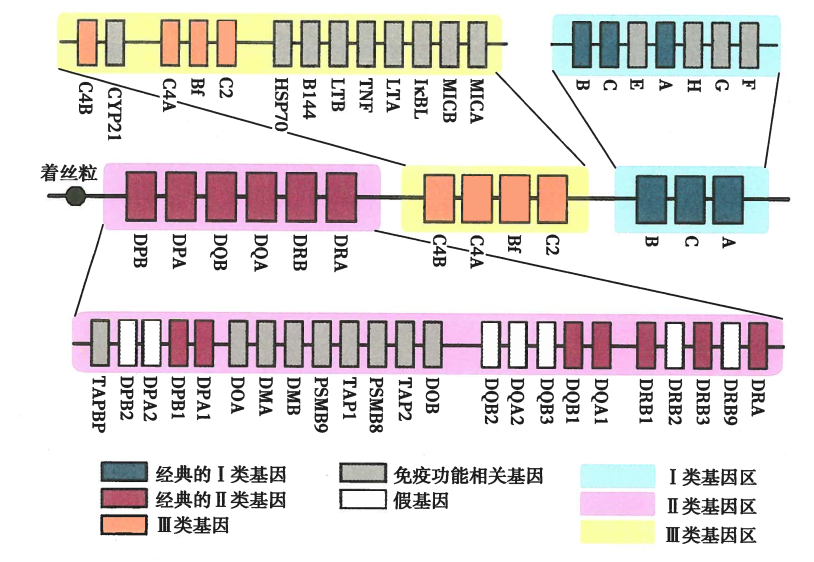 C4B CYP21 C4A Bf C2 HSP70 B144 LTB TNF LTA IκBL MICB MICA
B C E A H G F
着丝粒
DPB DPA DQB DQA DRB DRA
C4B C4A Bf C2
B C A
TAPBP DPB2 DPA2 DPB1 DPA1 DOA DMA DMB PSMB9 TAP1 PSMB8 TAP2 DOB DQB2 DQA2 DQB3 DQB1 DQA1 DRB1 DRB2 DRB3 DRB9 DRA
经典的Ⅰ类基因
经典的Ⅱ类基因
Ⅲ类基因
免疫功能相关基因
假基因
Ⅰ类基因区
Ⅱ类基因区
Ⅲ类基因区